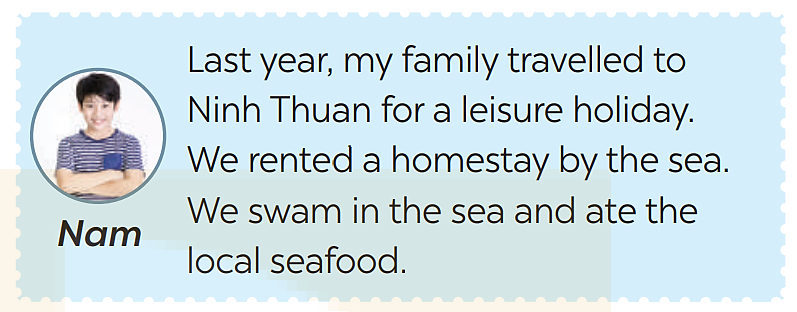 Last year, my family travelled to
Ninh Thuan for a leisure holiday.
We rented a homestay by the sea.
We swam in the sea and ate the
local seafood.
Nam